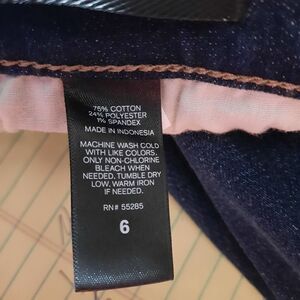 75% COTTON
24% POLYESTER
1% SPANDEX
MADE IN INDONESIA
MACHINE WASH COLD
WITH LIKE COLORS.
ONLY NON-CHLORINE
BLEACH WHEN
NEEDED. TUMBLE DRY
LOW. WARM IRON
IF NEEDED.
RN# 55285
6